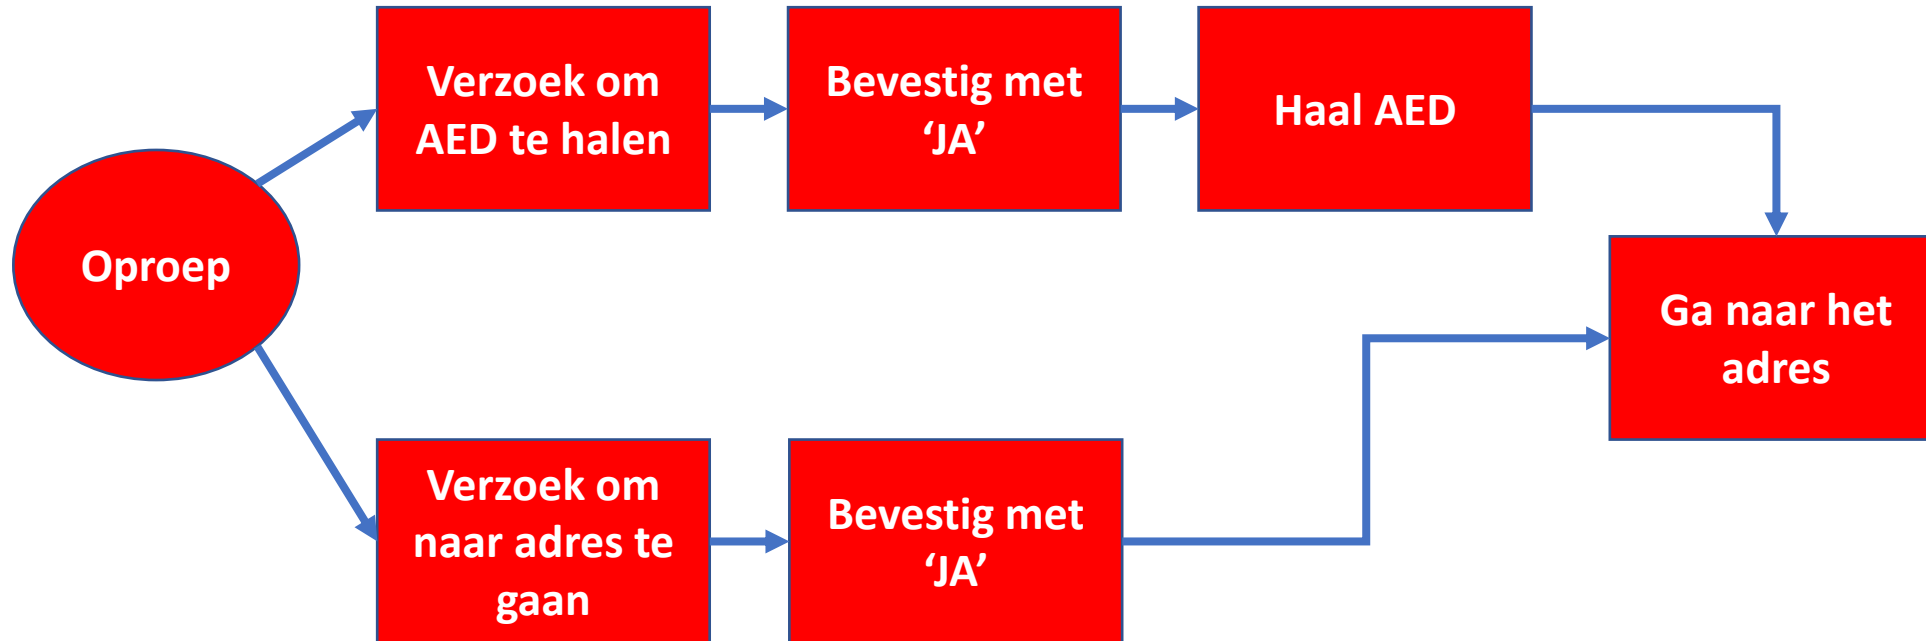 Oproep
Verzoek om
AED te halen
Bevestig met
‘JA’
Haal AED
Ga naar het
adres
Verzoek om
naar adres te
gaan
Bevestig met
‘JA’